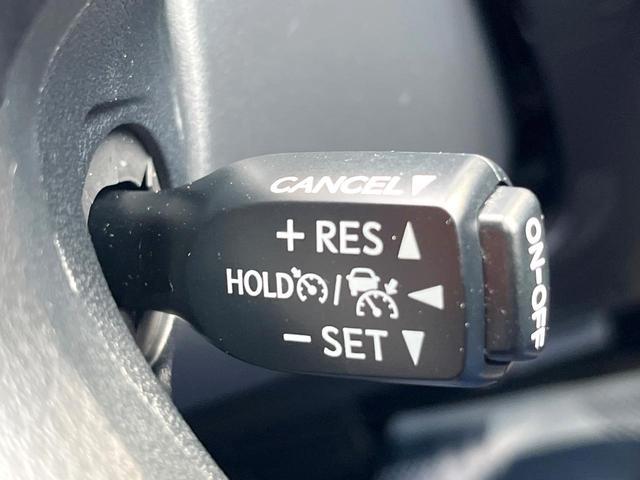 CANCEL▼
+ RES ▲
HOLD / ◀
− SET ▼
ON-OFF